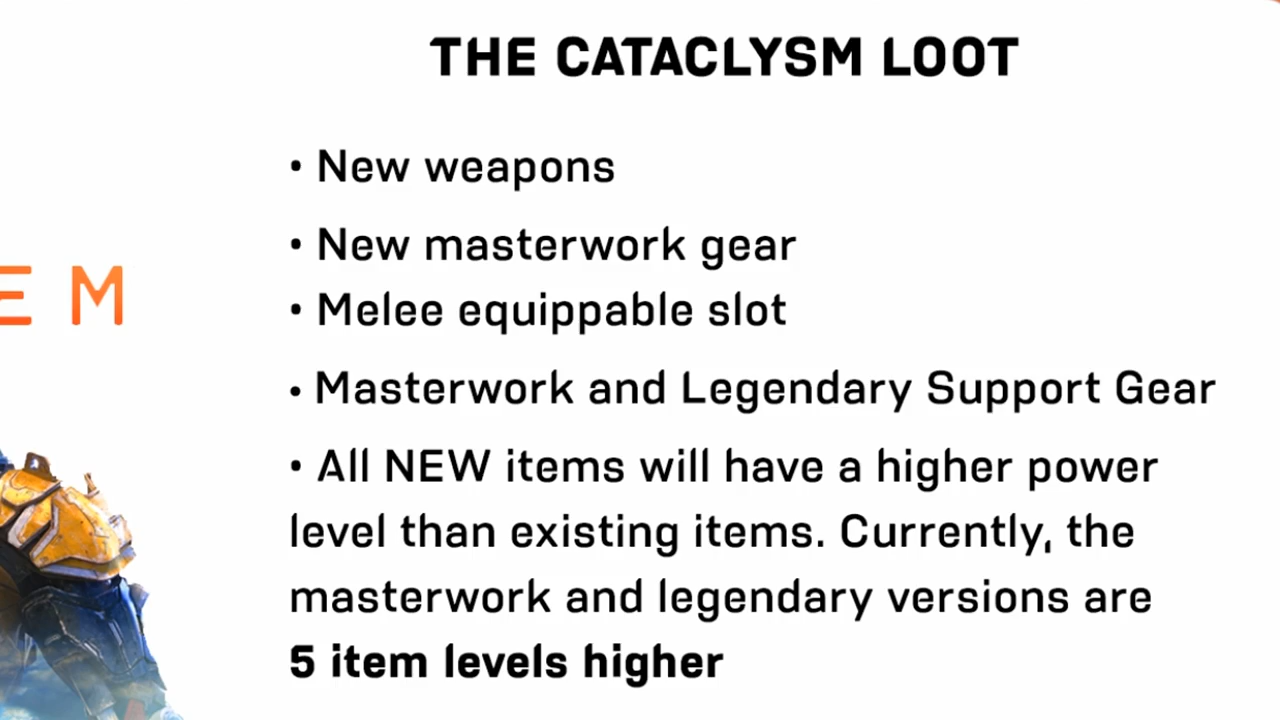 THE CATACLYSM LOOT
• New weapons
• New masterwork gear
E M
• Melee equippable slot
• Masterwork and Legendary Support Gear
• All NEW items will have a higher power
level than existing items. Currently, the
masterwork and legendary versions are
5 item levels higher